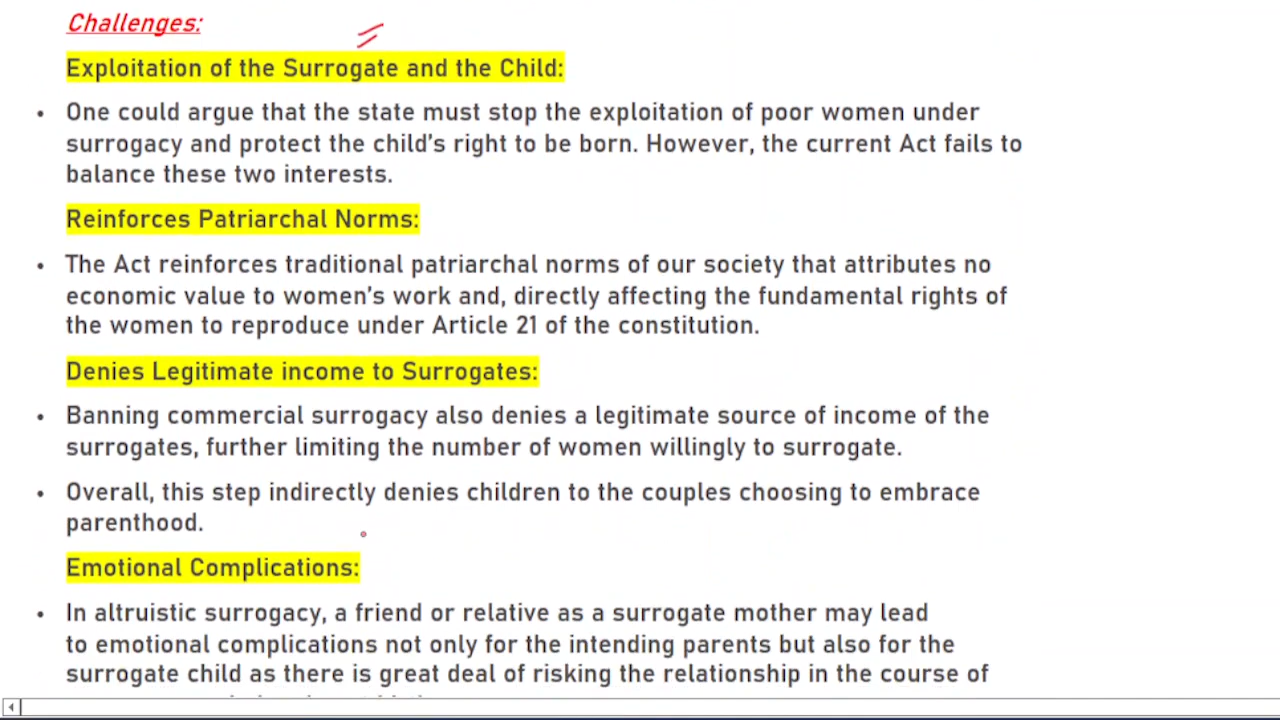 Challenges:
Exploitation of the Surrogate and the Child:
• One could argue that the state must stop the exploitation of poor women under
surrogacy and protect the child's right to be born. However, the current Act fails to
balance these two interests.
Reinforces Patriarchal Norms:
• The Act reinforces traditional patriarchal norms of our society that attributes no
economic value to women's work and, directly affecting the fundamental rights of
the women to reproduce under Article 21 of the constitution.
Denies Legitimate income to Surrogates:
• Banning commercial surrogacy also denies a legitimate source of income of the
surrogates, further limiting the number of women willingly to surrogate.
• Overall, this step indirectly denies children to the couples choosing to embrace
parenthood.
Emotional Complications:
• In altruistic surrogacy, a friend or relative as a surrogate mother may lead
to emotional complications not only for the intending parents but also for the
surrogate child as there is great deal of risking the relationship in the course of